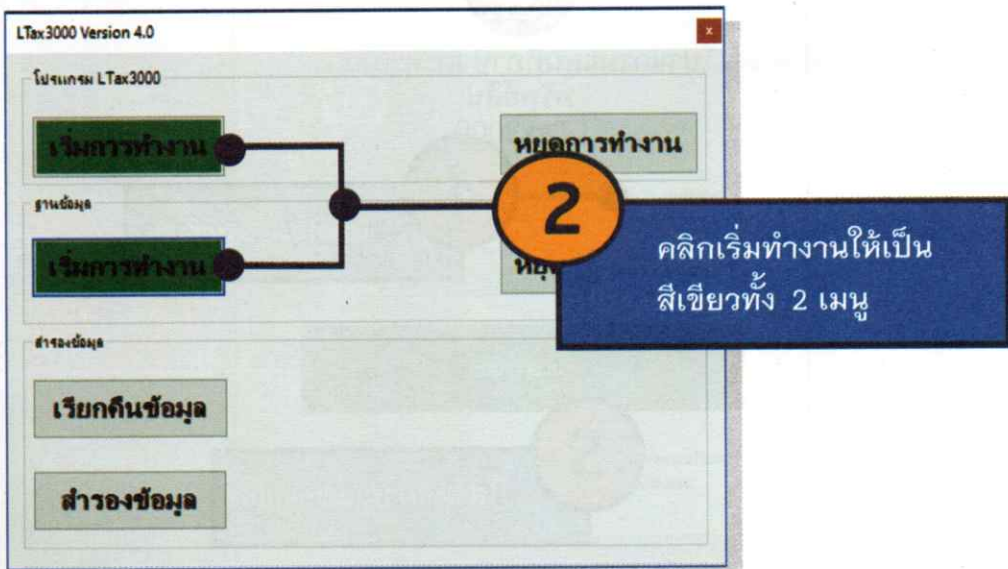 LTax3000 Version 4.0
x
โปรแกรม LTax3000
เริ่มการทำงาน
หยุดการทำงาน
ฐานข้อมูล
2
เริ่มการทำงาน
คลิกเริ่มทำงานให้เป็น
สีเขียวทั้ง 2 เมนู
สำรองข้อมูล
เรียกคืนข้อมูล
สำรองข้อมูล